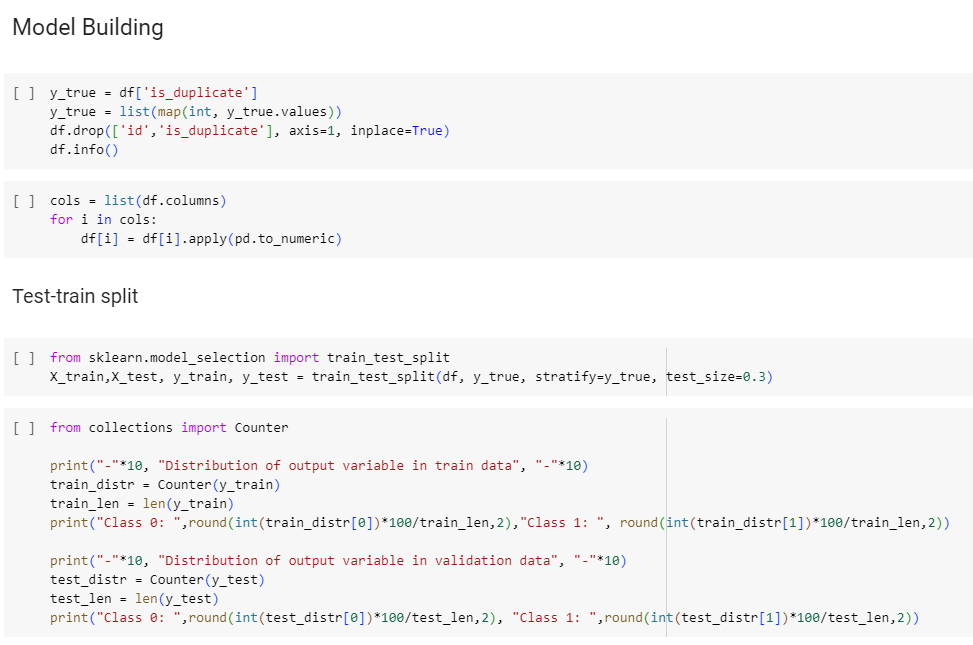 Model Building
[ ] y_true = df['is_duplicate']
y_true = list(map(int, y_true.values))
df.drop(['id','is_duplicate'], axis=1, inplace=True)
df.info()
[ ] cols = list(df.columns)
for i in cols:
    df[i] = df[i].apply(pd.to_numeric)
Test-train split
[ ] from sklearn.model_selection import train_test_split
X_train,X_test, y_train, y_test = train_test_split(df, y_true, stratify=y_true, test_size=0.3)
[ ] from collections import Counter
print("-"*10, "Distribution of output variable in train data", "-"*10)
train_distr = Counter(y_train)
train_len = len(y_train)
print("Class 0: ",round(int(train_distr[0])*100/train_len,2),"Class 1: ", round(int(train_distr[1])*100/train_len,2))
print("-"*10, "Distribution of output variable in validation data", "-"*10)
test_distr = Counter(y_test)
test_len = len(y_test)
print("Class 0: ",round(int(test_distr[0])*100/test_len,2), "Class 1: ",round(int(test_distr[1])*100/test_len,2))